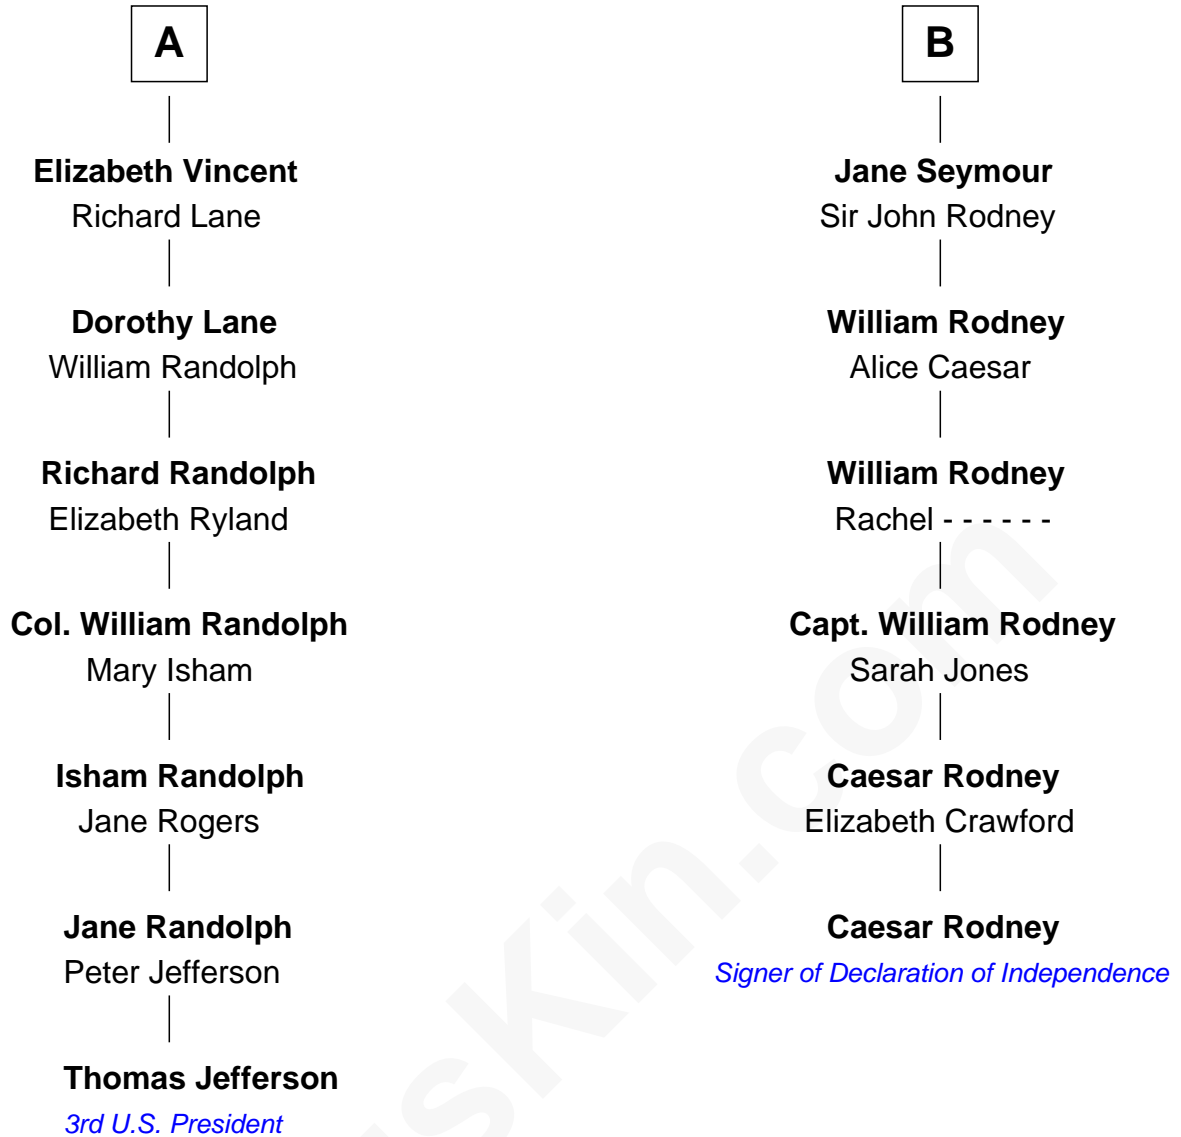 A
Elizabeth Vincent
Richard Lane
Dorothy Lane
William Randolph
Richard Randolph
Elizabeth Ryland
Col. William Randolph
Mary Isham
Isham Randolph
Jane Rogers
Jane Randolph
Peter Jefferson
Thomas Jefferson
3rd U.S. President
B
Jane Seymour
Sir John Rodney
William Rodney
Alice Caesar
William Rodney
Rachel - - - - - -
Capt. William Rodney
Sarah Jones
Caesar Rodney
Elizabeth Crawford
Caesar Rodney
Signer of Declaration of Independence
sKin.com